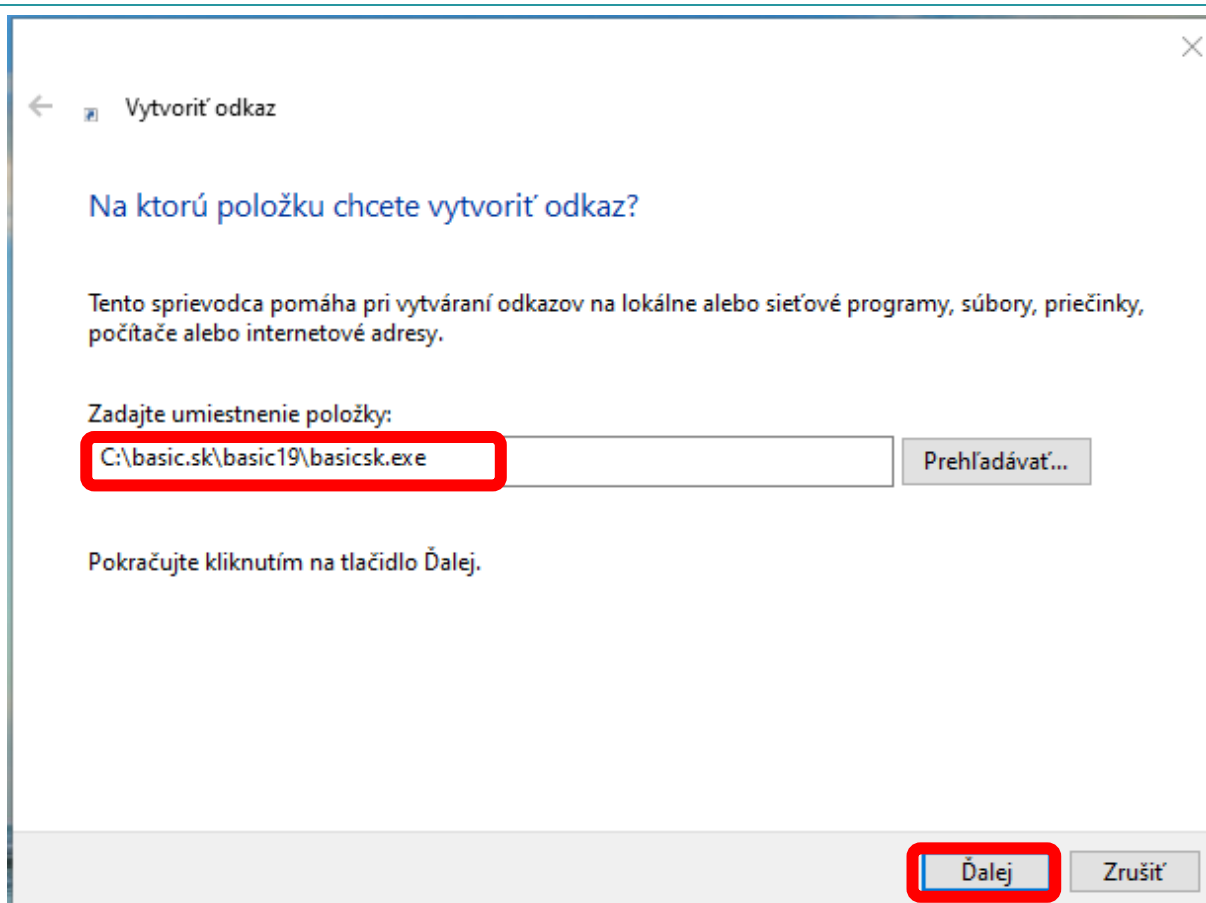 Vytvoriť odkaz
Na ktorú položku chcete vytvoriť odkaz?
Tento sprievodca pomáha pri vytváraní odkazov na lokálne alebo sieťové programy, súbory, priečinky,
počítače alebo internetové adresy.
Zadajte umiestnenie položky:
C:\basic.sk\basic19\basicsk.exe
Prehľadávať...
Pokračujte kliknutím na tlačidlo Ďalej.
Ďalej
Zrušiť